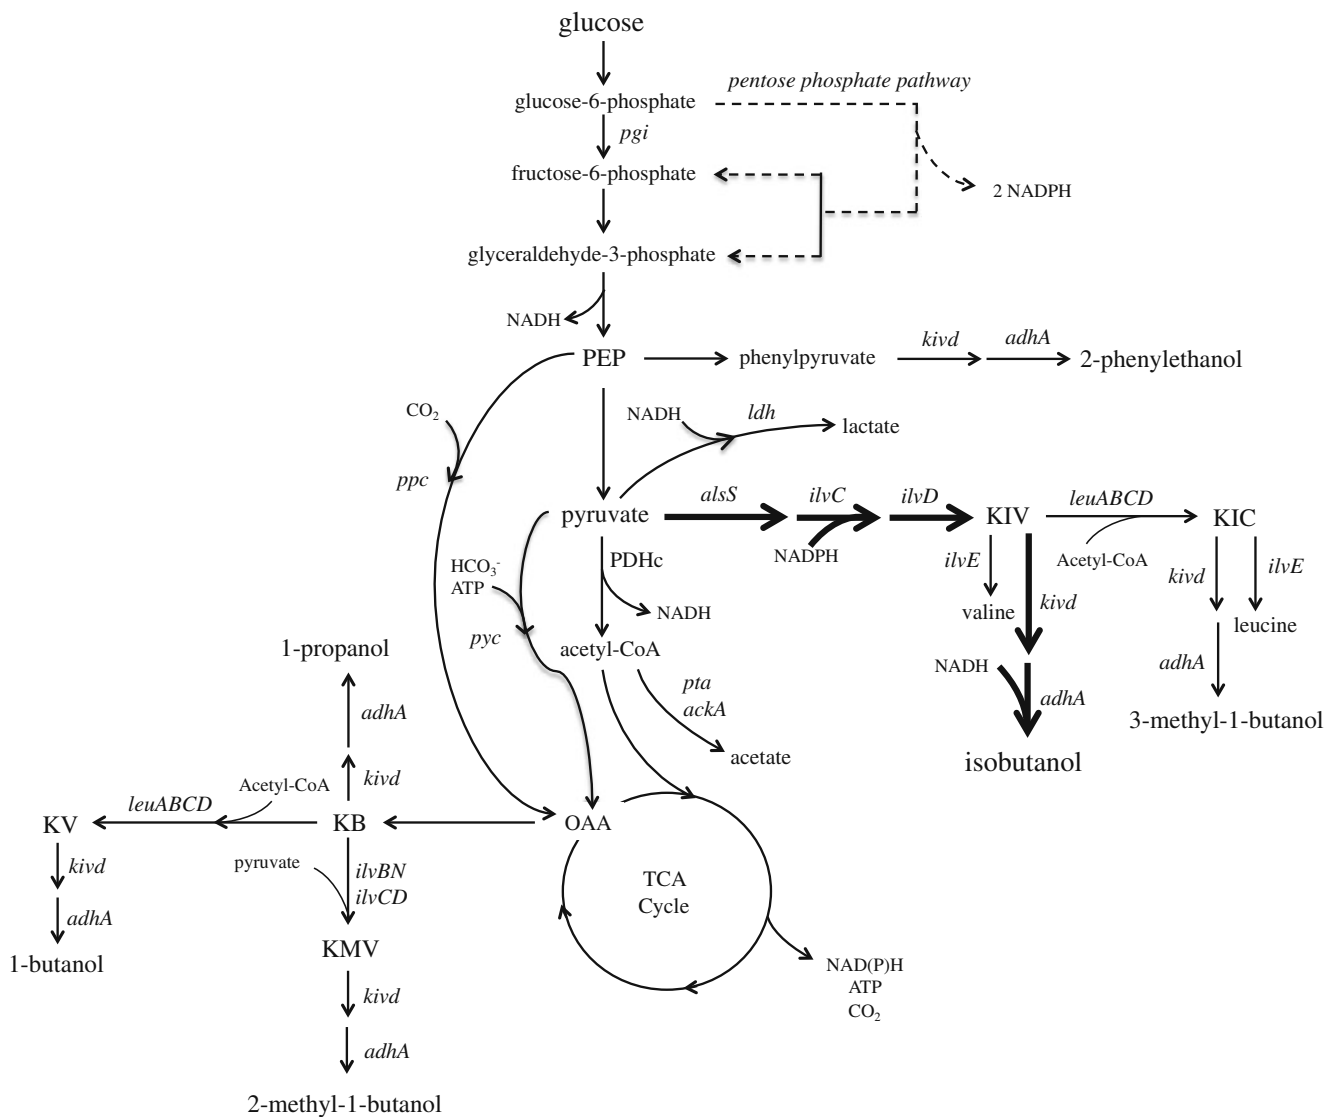 glucose
pentose phosphate pathway
glucose-6-phosphate
pgi
fructose-6-phosphate
2 NADPH
glyceraldehyde-3-phosphate
NADH
PEP
phenylpyruvate
kivd
adhA
2-phenylethanol
CO2
NADH
ldh
lactate
ppc
pyruvate
alsS
ilvC
ilvD
NADPH
KIV
leuABCD
Acetyl-CoA
KIC
HCO3-
ATP
pyc
PDHc
NADH
ilvE
valine
kivd
kivd
ilvE
leucine
acetyl-CoA
NADH
adhA
isobutanol
adhA
3-methyl-1-butanol
pta
ackA
acetate
1-propanol
adhA
kivd
Acetyl-CoA
leuABCD
KV
KB
OAA
TCA
Cycle
kivd
adhA
1-butanol
pyruvate
ilvBN
ilvCD
KMV
kivd
adhA
2-methyl-1-butanol
NAD(P)H
ATP
CO2